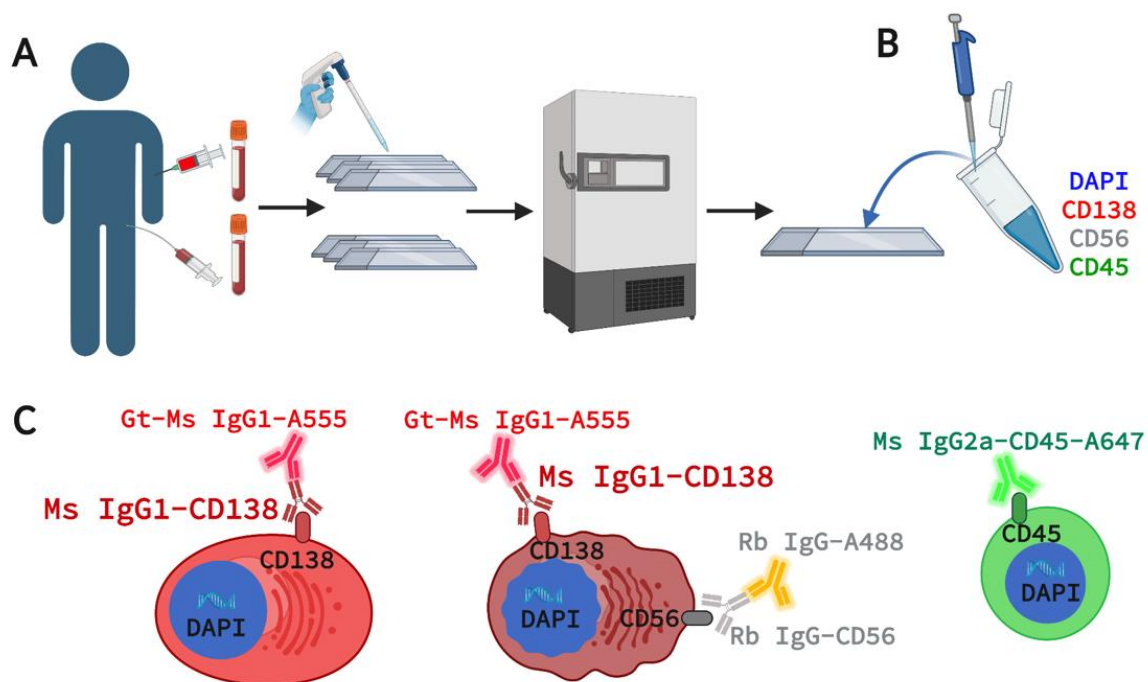 A
B
DAPI
CD138
CD56
CD45
C
Gt-Ms IgG1-A555
Ms IgG1-CD138
CD138
DAPI
Gt-Ms IgG1-A555
Ms IgG1-CD138
CD138
DAPI
CD56
Rb IgG-A488
Rb IgG-CD56
Ms IgG2a-CD45-A647
CD45
DAPI